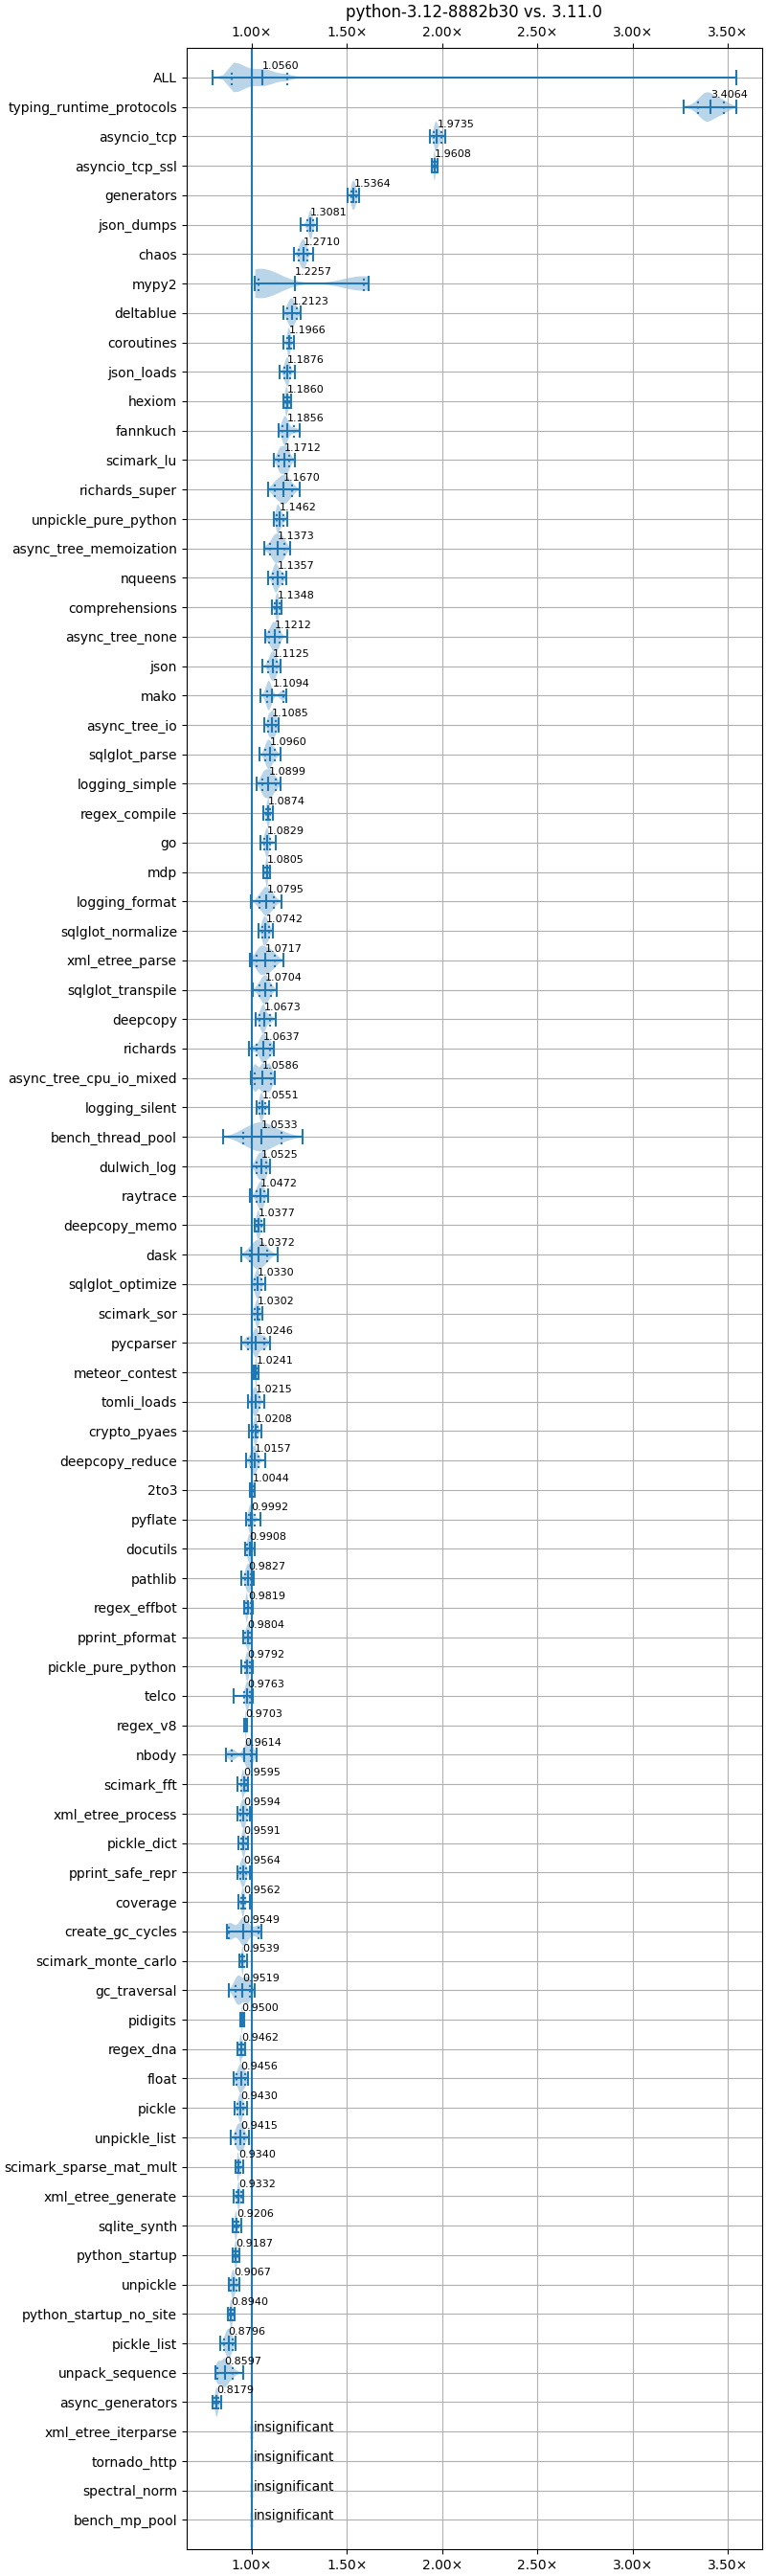 python-3.12-8882b30 vs. 3.11.0
1.00× 1.50× 2.00× 2.50× 3.00× 3.50×
ALL 1.0560
typing_runtime_protocols 3.4064
asyncio_tcp 1.9735
asyncio_tcp_ssl 1.9608
generators 1.5364
json_dumps 1.3081
chaos 1.2710
mypy2 1.2257
deltablue 1.2123
coroutines 1.1966
json_loads 1.1876
hexiom 1.1860
fannkuch 1.1856
scimark_lu 1.1712
richards_super 1.1670
unpickle_pure_python 1.1462
async_tree_memoization 1.1373
nqueens 1.1357
comprehensions 1.1348
async_tree_none 1.1212
json 1.1125
mako 1.1094
async_tree_io 1.1085
sqlglot_parse 1.0960
logging_simple 1.0899
regex_compile 1.0874
go 1.0829
mdp 1.0805
logging_format 1.0795
sqlglot_normalize 1.0742
xml_etree_parse 1.0717
sqlglot_transpile 1.0704
deepcopy 1.0673
richards 1.0637
async_tree_cpu_io_mixed 1.0586
logging_silent 1.0551
bench_thread_pool 1.0533
dulwich_log 1.0525
raytrace 1.0472
deepcopy_memo 1.0377
dask 1.0372
sqlglot_optimize 1.0330
scimark_sor 1.0302
pycparser 1.0246
meteor_contest 1.0241
tomli_loads 1.0215
crypto_pyaes 1.0208
deepcopy_reduce 1.0157
2to3 1.0044
pyflate 0.9992
docutils 0.9908
pathlib 0.9827
regex_effbot 0.9819
pprint_pformat 0.9804
pickle_pure_python 0.9792
telco 0.9763
regex_v8 0.9703
nbody 0.9614
scimark_fft 0.9595
xml_etree_process 0.9594
pickle_dict 0.9591
pprint_safe_repr 0.9564
coverage 0.9562
create_gc_cycles 0.9549
scimark_monte_carlo 0.9539
gc_traversal 0.9519
pidigits 0.9500
regex_dna 0.9462
float 0.9456
pickle 0.9430
unpickle_list 0.9415
scimark_sparse_mat_mult 0.9340
xml_etree_generate 0.9332
sqlite_synth 0.9206
python_startup 0.9187
unpickle 0.9067
python_startup_no_site 0.8940
pickle_list 0.8796
unpack_sequence 0.8597
async_generators 0.8179
xml_etree_iterparse insignificant
tornado_http insignificant
spectral_norm insignificant
bench_mp_pool insignificant
1.00× 1.50× 2.00× 2.50× 3.00× 3.50×